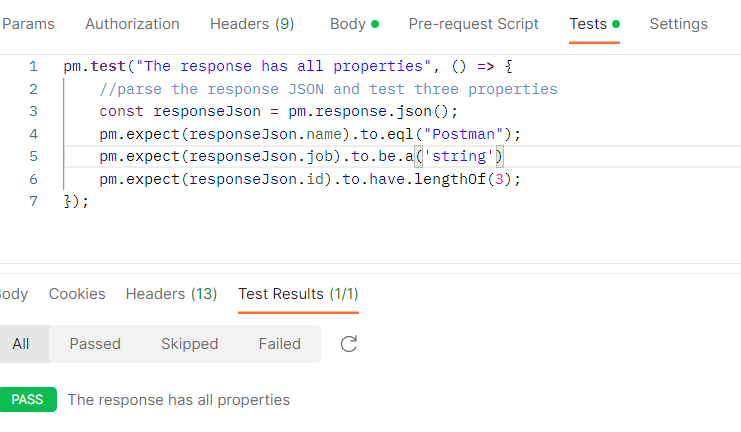 Params Authorization Headers (9) Body Pre-request Script Tests Settings
1 pm.test("The response has all properties", () => {
2 //parse the response JSON and test three properties
3 const responseJson = pm.response.json();
4 pm.expect(responseJson.name).to.eql("Postman");
5 pm.expect(responseJson.job).to.be.a('string')
6 pm.expect(responseJson.id).to.have.lengthOf(3);
7 });
ody Cookies Headers (13) Test Results (1/1)
All Passed Skipped Failed
PASS The response has all properties